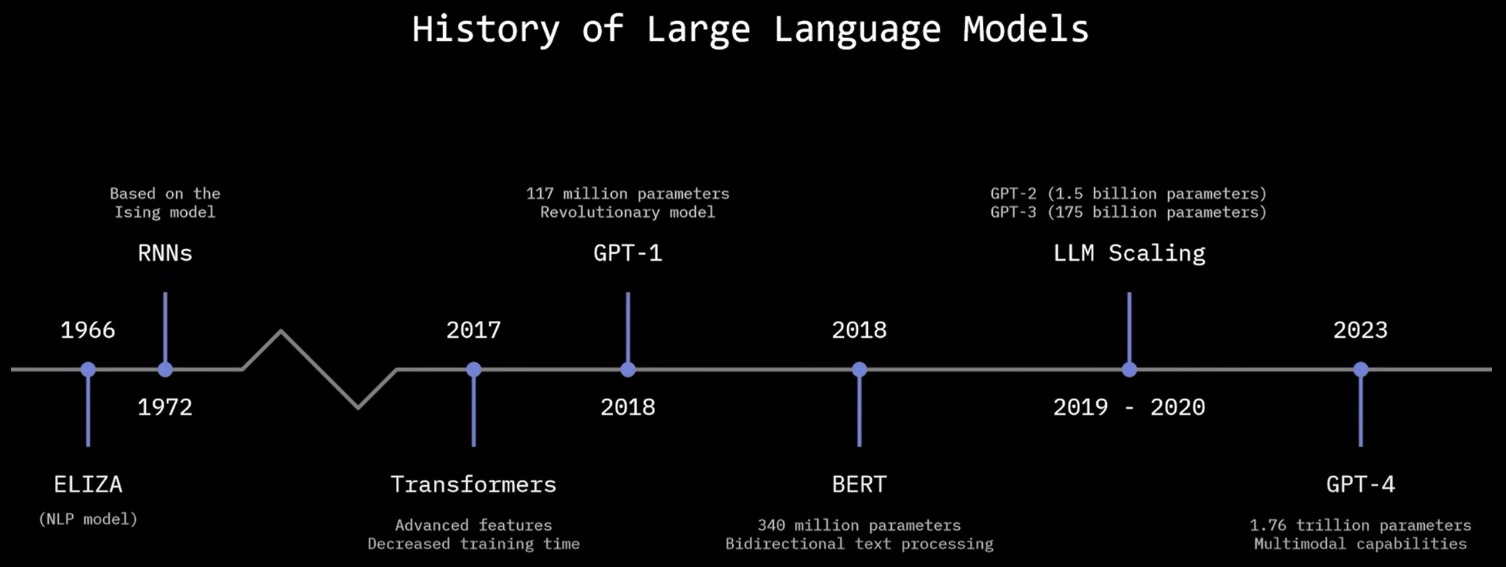 History of Large Language Models
1966
ELIZA
(NLP model)
Based on the
Ising model
RNNs
1972
2017
Transformers
Advanced features
Decreased training time
117 million parameters
Revolutionary model
GPT-1
2018
2018
BERT
340 million parameters
Bidirectional text processing
GPT-2 (1.5 billion parameters)
GPT-3 (175 billion parameters)
LLM Scaling
2019 - 2020
2023
GPT-4
1.76 trillion parameters
Multimodal capabilities